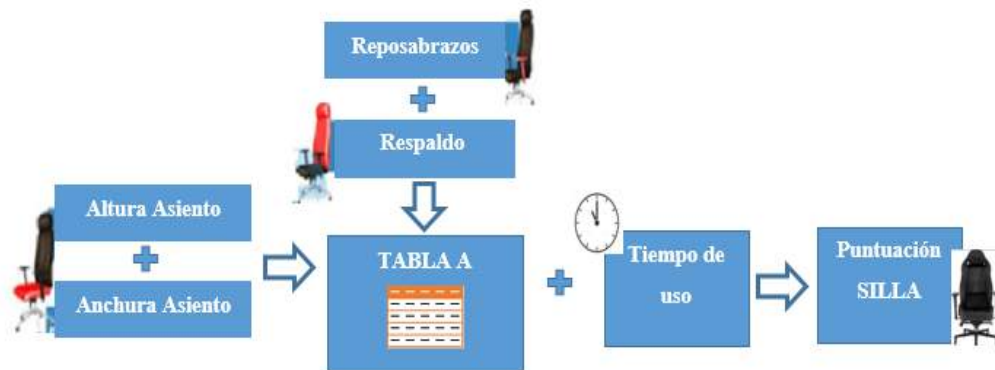 Reposabrazos
Respaldo
Altura Asiento
Anchura Asiento
TABLA A
Tiempo de
uso
Puntuación
SILLA